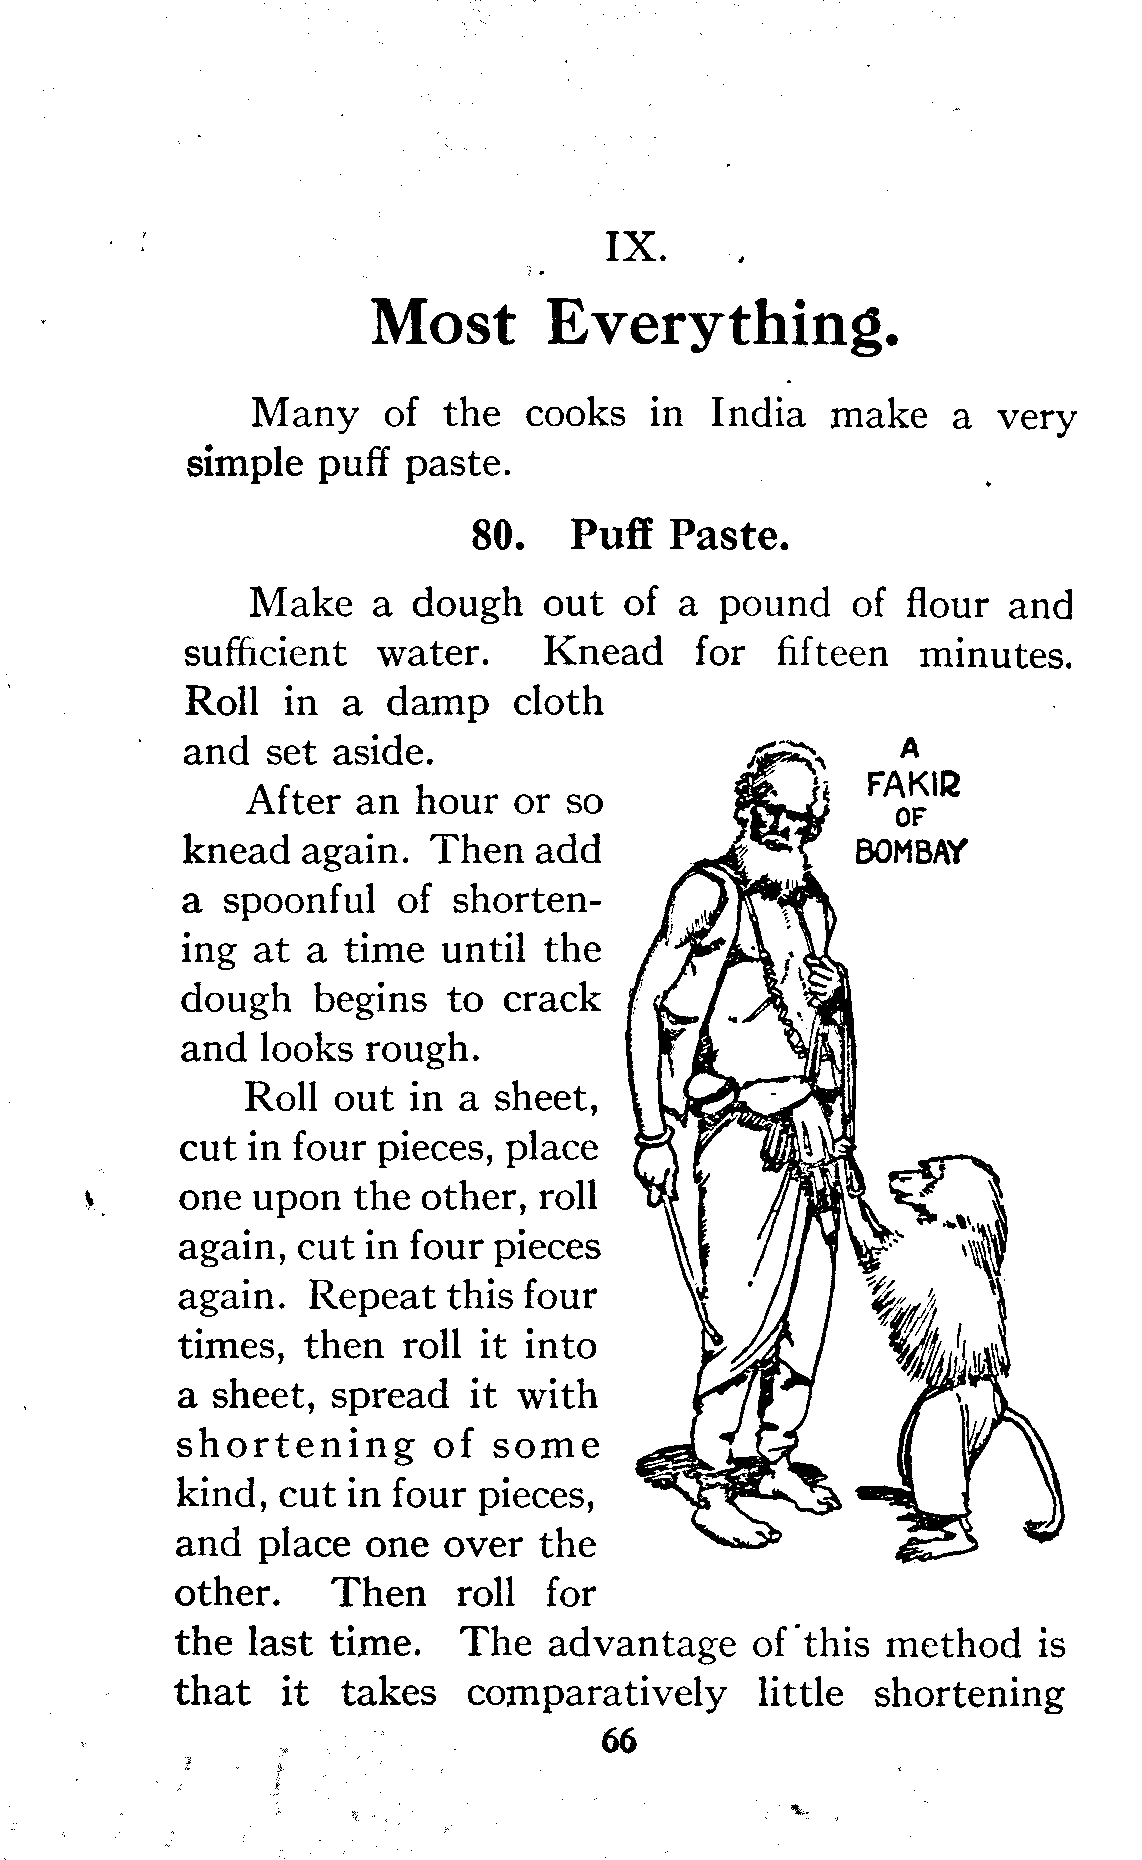 IX.
Most Everything.
Many of the cooks in India make a very
simple puff paste.
80. Puff Paste.
Make a dough out of a pound of flour and
sufficient water. Knead for fifteen minutes.
Roll in a damp cloth
and set aside.
After an hour or so
knead again. Then add
a spoonful of shorten-
ing at a time until the
dough begins to crack
and looks rough.
Roll out in a sheet,
cut in four pieces, place
one upon the other, roll
again, cut in four pieces
again. Repeat this four
times, then roll it into
a sheet, spread it with
shortening of some
kind, cut in four pieces,
and place one over the
other. Then roll for
A
FAKIR
OF
BOMBAY
the last time. The advantage of this method is
that it takes comparatively little shortening
66